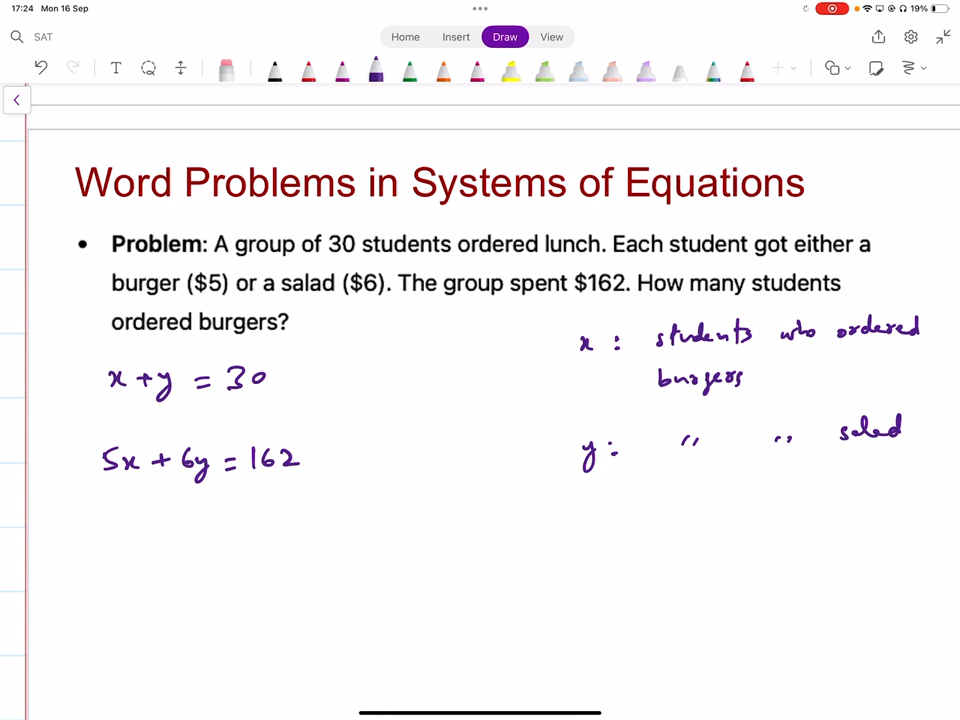 17:24 Mon 16 Sep
19%
SAT
Home Insert Draw View
T
Word Problems in Systems of Equations
• Problem: A group of 30 students ordered lunch. Each student got either a
burger ($5) or a salad ($6). The group spent $162. How many students
ordered burgers?
x : students who ordered
burgers
x + y = 30
y : " " salad
5x + 6y = 162